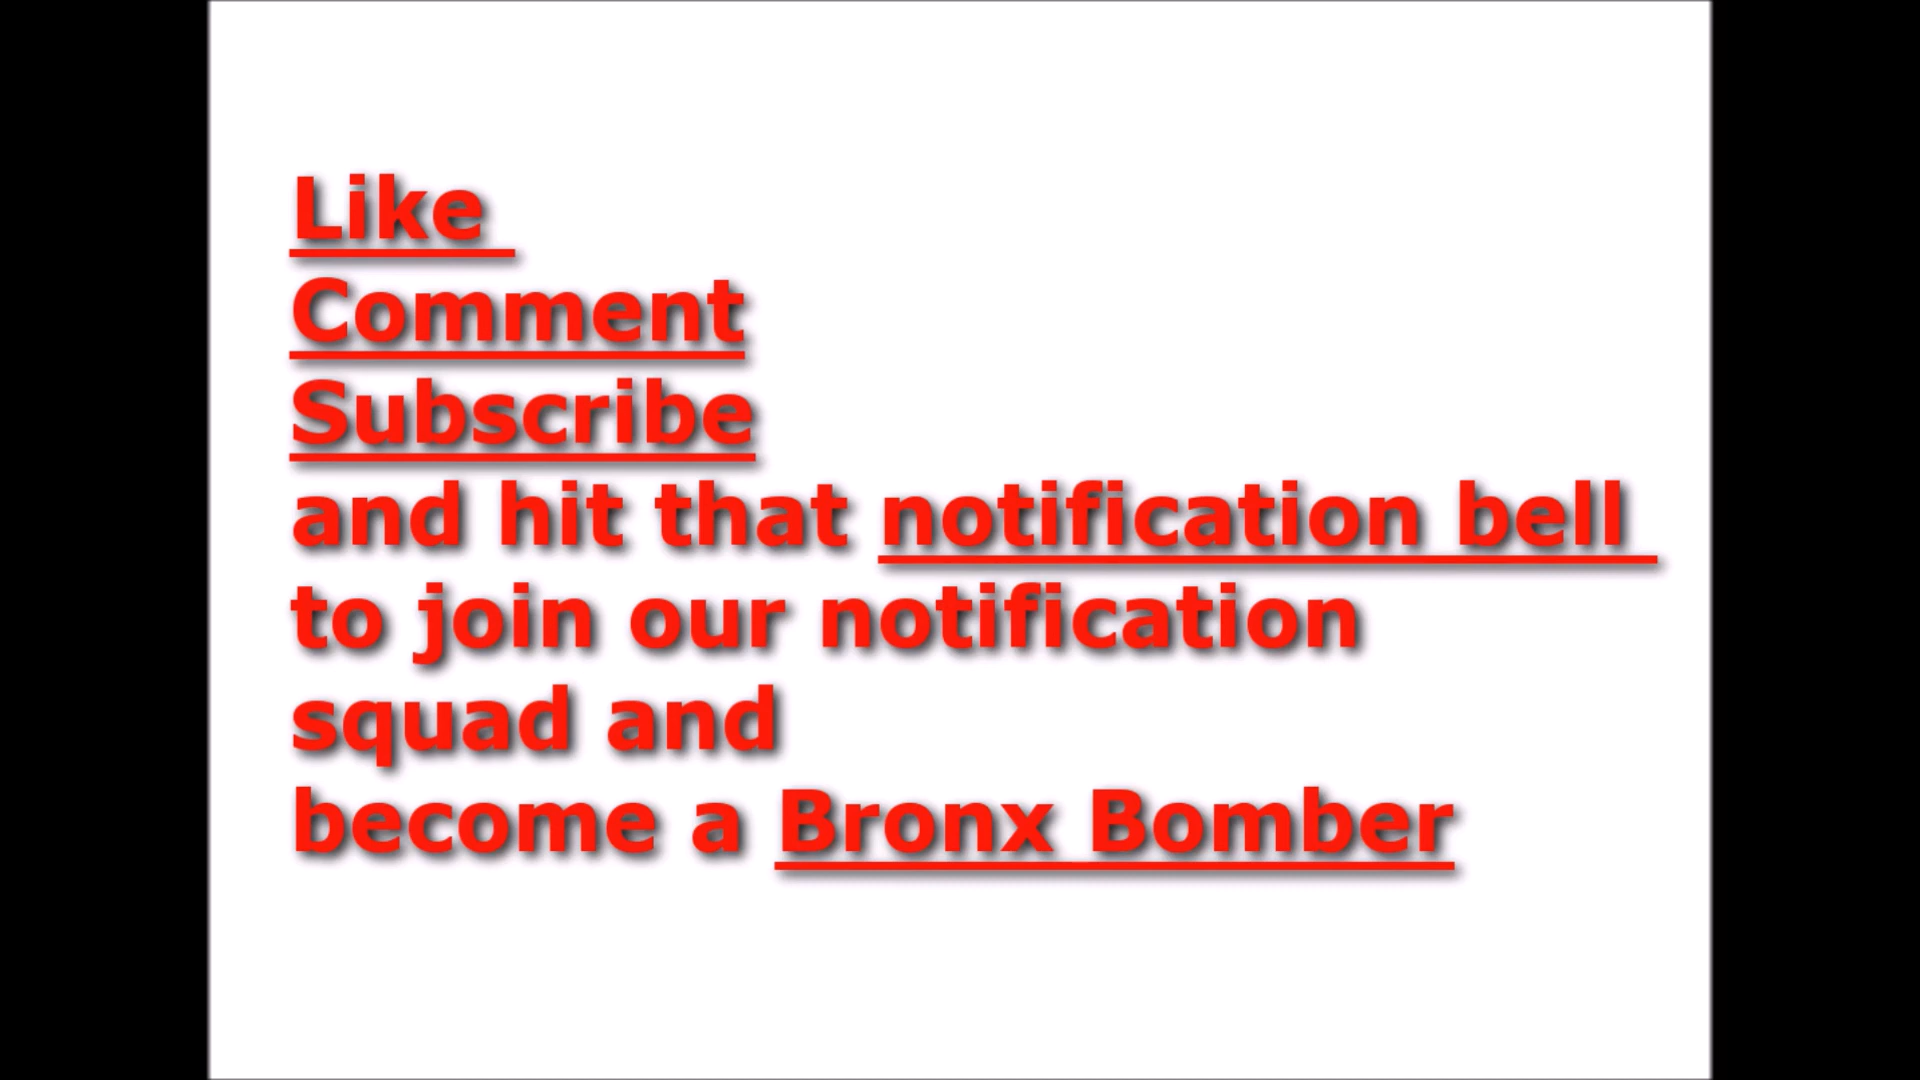 Like
Comment
Subscribe
and hit that notification bell
to join our notification
squad and
become a Bronx Bomber